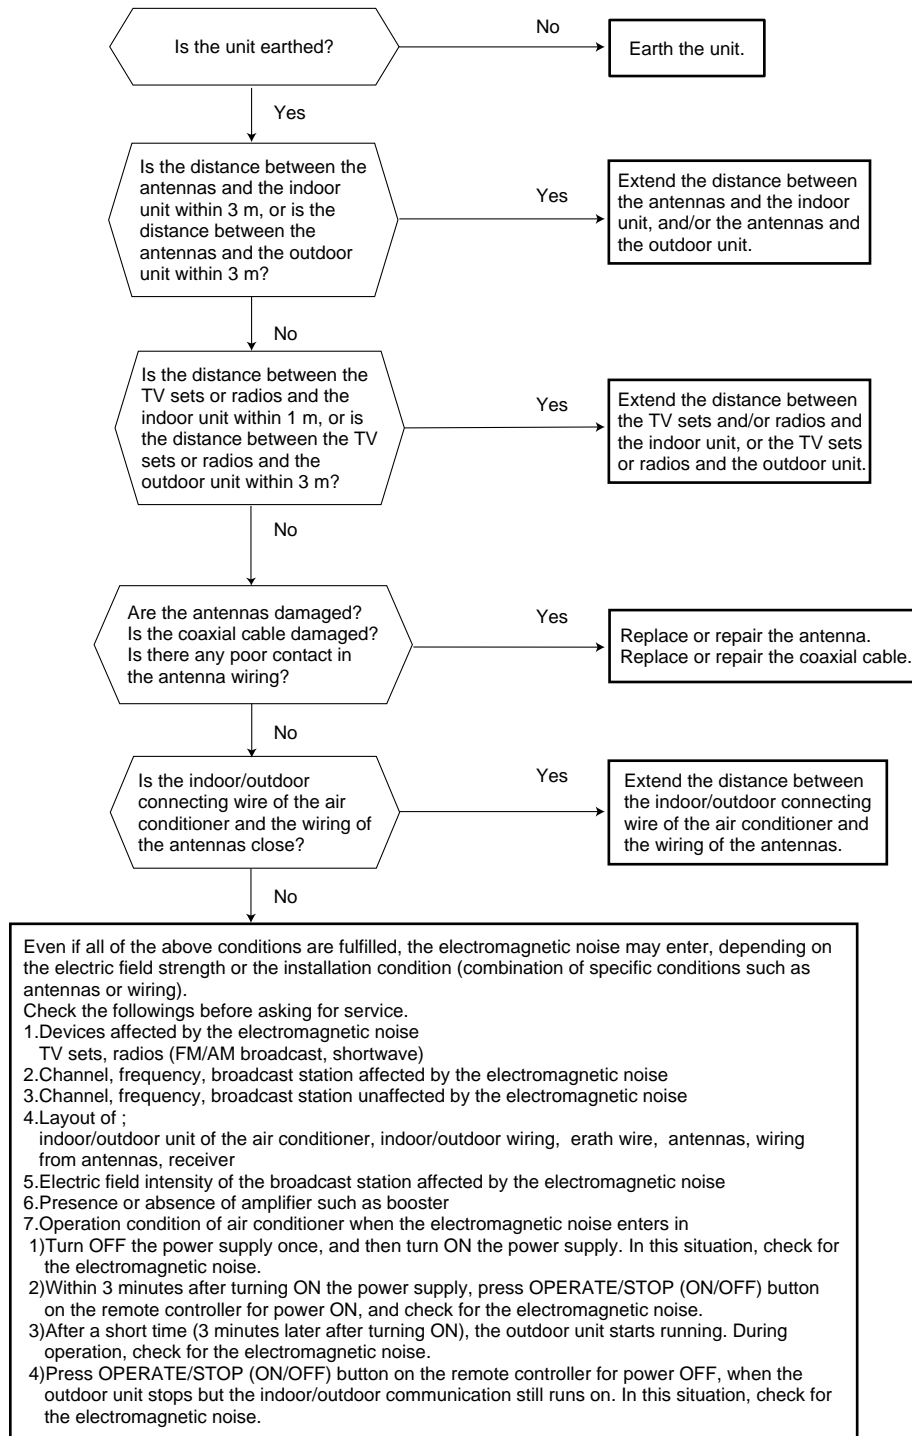 Is the unit earthed?
No
Earth the unit.
Yes
Is the distance between the
antennas and the indoor
unit within 3 m, or is the
distance between the
antennas and the outdoor
unit within 3 m?
Yes
Extend the distance between
the antennas and the indoor
unit, and/or the antennas and
the outdoor unit.
No
Is the distance between the
TV sets or radios and the
indoor unit within 1 m, or is
the distance between the TV
sets or radios and the
outdoor unit within 3 m?
Yes
Extend the distance between
the TV sets and/or radios and
the indoor unit, or the TV sets
or radios and the outdoor unit.
No
Are the antennas damaged?
Is the coaxial cable damaged?
Is there any poor contact in
the antenna wiring?
Yes
Replace or repair the antenna.
Replace or repair the coaxial cable.
No
Is the indoor/outdoor
connecting wire of the air
conditioner and the wiring of
the antennas close?
Yes
Extend the distance between
the indoor/outdoor connecting
wire of the air conditioner and
the wiring of the antennas.
No
Even if all of the above conditions are fulfilled, the electromagnetic noise may enter, depending on
the electric field strength or the installation condition (combination of specific conditions such as
antennas or wiring).
Check the followings before asking for service.
1.Devices affected by the electromagnetic noise
TV sets, radios (FM/AM broadcast, shortwave)
2.Channel, frequency, broadcast station affected by the electromagnetic noise
3.Channel, frequency, broadcast station unaffected by the electromagnetic noise
4.Layout of ;
indoor/outdoor unit of the air conditioner, indoor/outdoor wiring, erath wire, antennas, wiring
from antennas, receiver
5.Electric field intensity of the broadcast station affected by the electromagnetic noise
6.Presence or absence of amplifier such as booster
7.Operation condition of air conditioner when the electromagnetic noise enters in
1)Turn OFF the power supply once, and then turn ON the power supply. In this situation, check for
the electromagnetic noise.
2)Within 3 minutes after turning ON the power supply, press OPERATE/STOP (ON/OFF) button
on the remote controller for power ON, and check for the electromagnetic noise.
3)After a short time (3 minutes later after turning ON), the outdoor unit starts running. During
operation, check for the electromagnetic noise.
4)Press OPERATE/STOP (ON/OFF) button on the remote controller for power OFF, when the
outdoor unit stops but the indoor/outdoor communication still runs on. In this situation, check for
the electromagnetic noise.